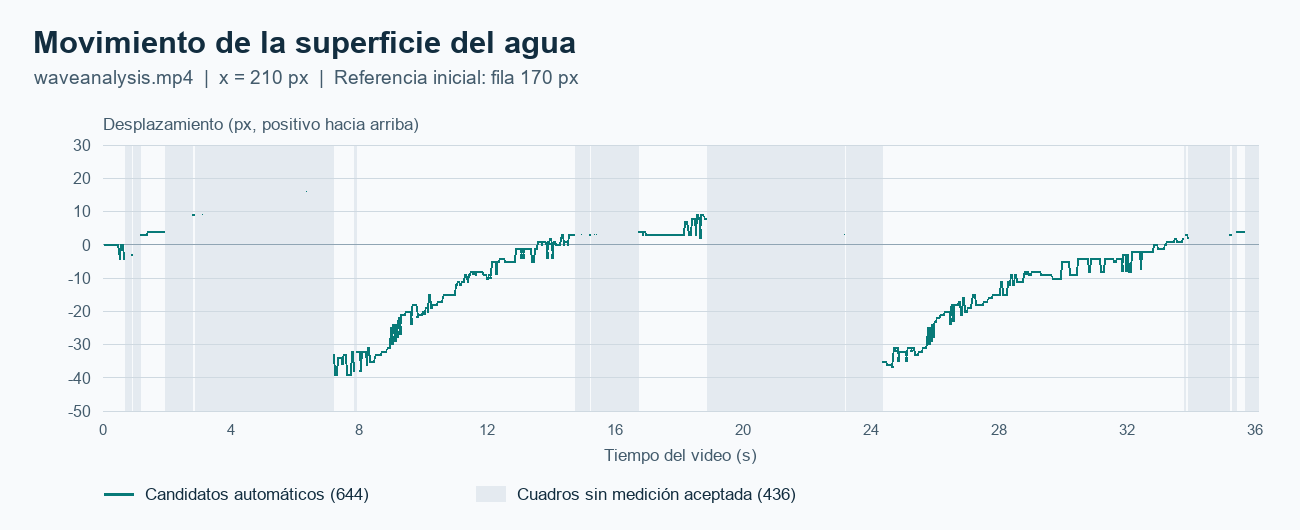 Movimiento de la superficie del agua
waveanalysis.mp4 | x = 210 px | Referencia inicial: fila 170 px
Desplazamiento (px, positivo hacia arriba)
30
20
10
0
-10
-20
-30
-40
-50
0 4 8 12 16 20 24 28 32 36
Tiempo del video (s)
Candidatos automáticos (644) Cuadros sin medición aceptada (436)